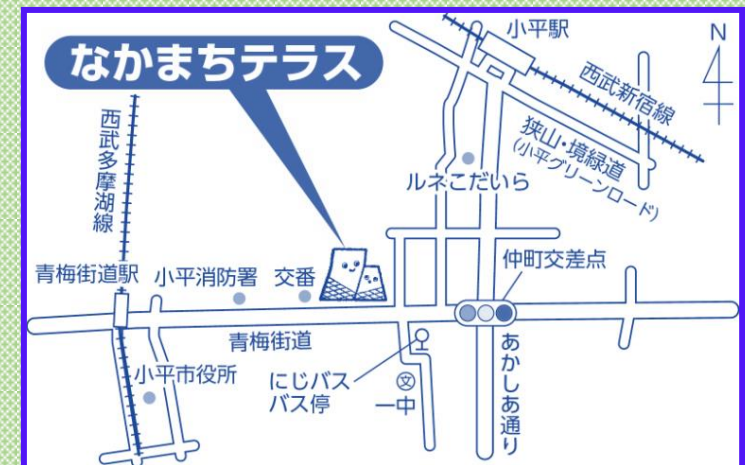 小平駅
N
なかまちテラス
西武新宿線
狭山・境緑道
(小平グリーンロード)
西武多摩湖線
ルネこだいら
仲町交差点
青梅街道駅
小平消防署
交番
青梅街道
あかしあ通り
小平市役所
にじバス
バス停
文
一中